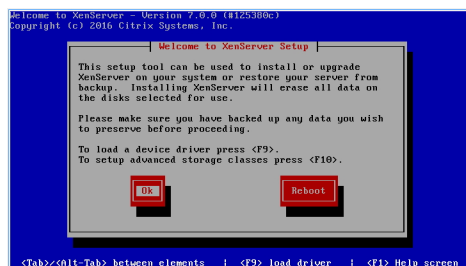 Welcome to XenServer - Version 7.0.0 (#125380c)
Copyright (c) 2016 Citrix Systems, Inc.
Welcome to XenServer Setup
This setup tool can be used to install or upgrade
XenServer on your system or restore your server from
backup.  Installing XenServer will erase all data on
the disks selected for use.
Please make sure you have backed up any data you wish
to preserve before proceeding.
To load a device driver press <F9>.
To setup advanced storage classes press <F10>.
Ok
Reboot
<Tab>/<Alt-Tab> between elements | <F9> load driver | <F1> Help screen